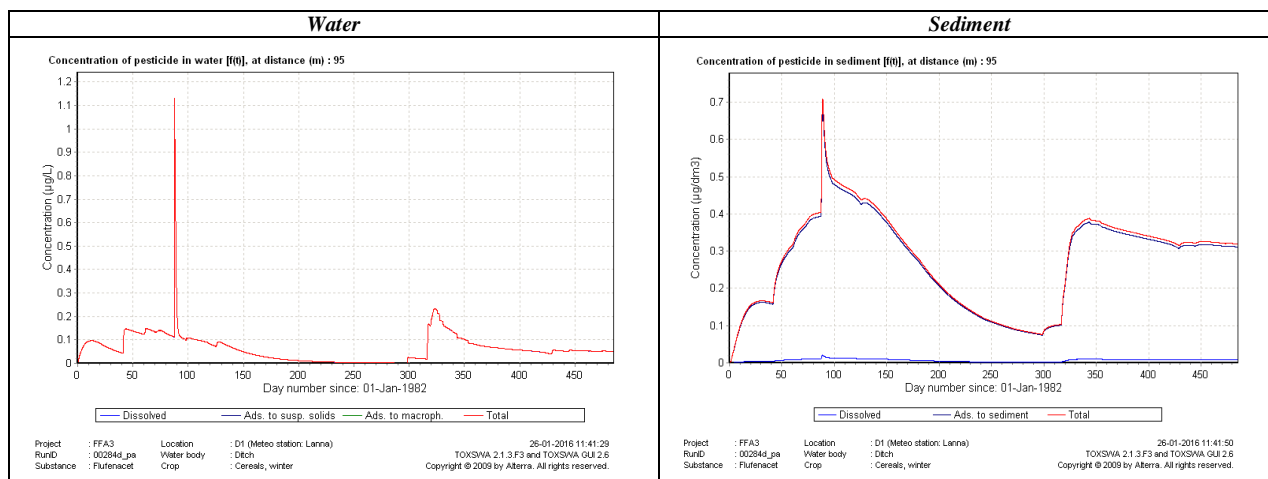 Water
Sediment
Concentration of pesticide in water [f(t)], at distance (m) : 95
1.2
1.1
1
0.9
0.8
0.7
0.6
0.5
0.4
0.3
0.2
0.1
0
Concentration (µg/L)
0 50 100 150 200 250 300 350 400 450
Day number since: 01-Jan-1982
Dissolved Ads. to susp. solids Ads. to macroph. Total
Project : FFA3 Location : D1 (Meteo station: Lanna) 26-01-2016 11:41:29
RunID : 00284d_pa Water body : Ditch TOXSWA 2.1.3.F3 and TOXSWA GUI 2.6
Substance : Flufenacet Crop : Cereals, winter Copyright © 2009 by Alterra. All rights reserved.
Concentration of pesticide in sediment [f(t)], at distance (m) : 95
0.7
0.6
0.5
0.4
0.3
0.2
0.1
0
Concentration (µg/dm3)
0 50 100 150 200 250 300 350 400 450
Day number since: 01-Jan-1982
Dissolved Ads. to sediment Total
Project : FFA3 Location : D1 (Meteo station: Lanna) 26-01-2016 11:41:50
RunID : 00284d_pa Water body : Ditch TOXSWA 2.1.3.F3 and TOXSWA GUI 2.6
Substance : Flufenacet Crop : Cereals, winter Copyright © 2009 by Alterra. All rights reserved.